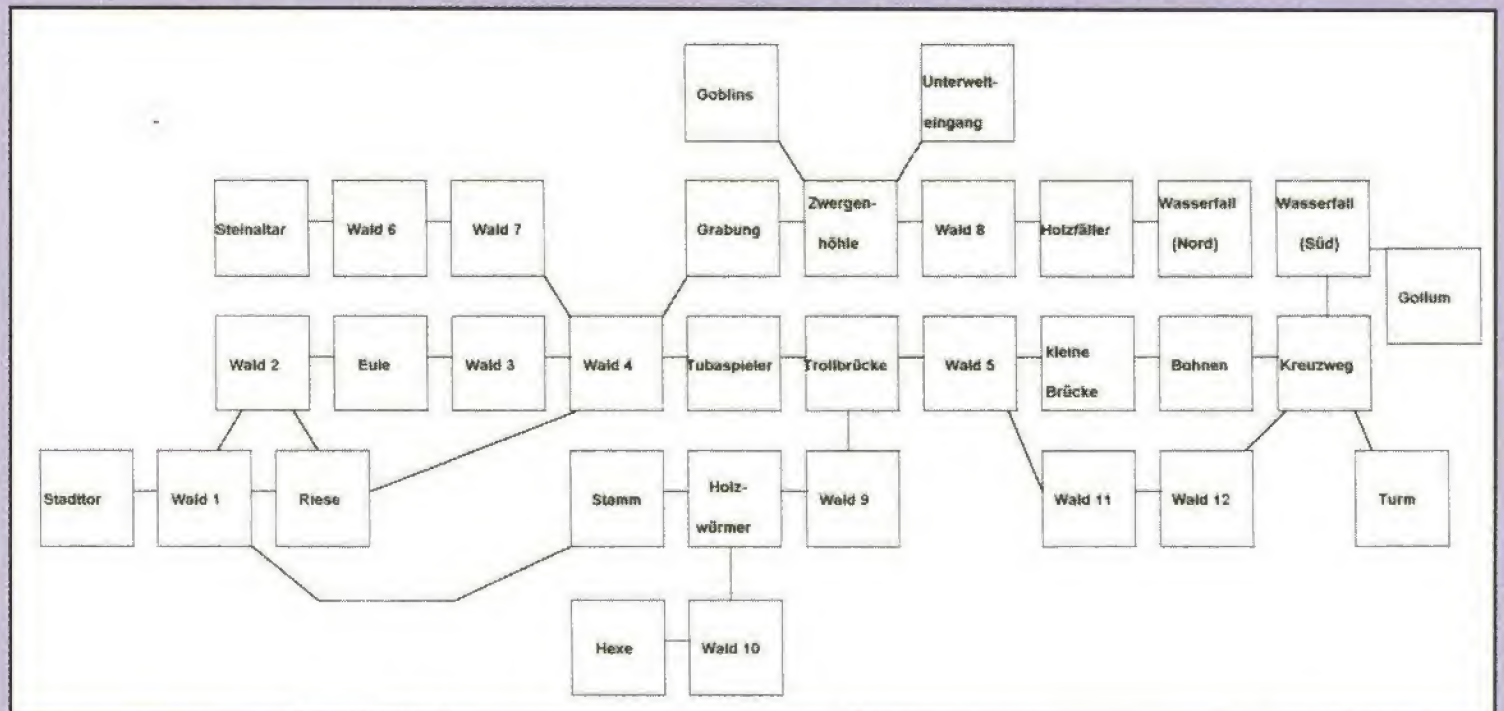 Goblins
Unterwelt-
eingang
Steinaltar
Wald 6
Wald 7
Grabung
Zwergen-
höhle
Wald 8
Holzfäller
Wasserfall
(Nord)
Wasserfall
(Süd)
Gollum
Wald 2
Eule
Wald 3
Wald 4
Tubaspieler
Trollbrücke
Wald 5
kleine
Brücke
Bohnen
Kreuzweg
Stadttor
Wald 1
Riese
Stamm
Holz-
würmer
Wald 9
Wald 11
Wald 12
Turm
Hexe
Wald 10